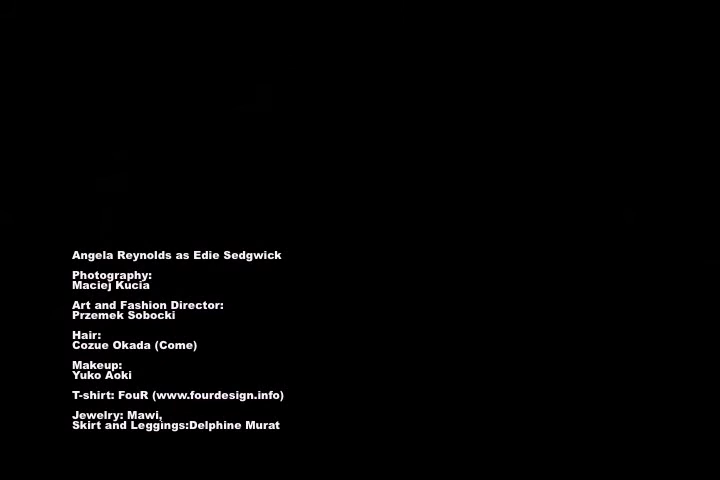 Angela Reynolds as Edie Sedgwick
Photography:
Maciej Kucia
Art and Fashion Director:
Przemek Sobocki
Hair:
Cozue Okada (Come)
Makeup:
Yuko Aoki
T-shirt: FouR (www.fourdesign.info)
Jewelry: Mawi,
Skirt and Leggings:Delphine Murat